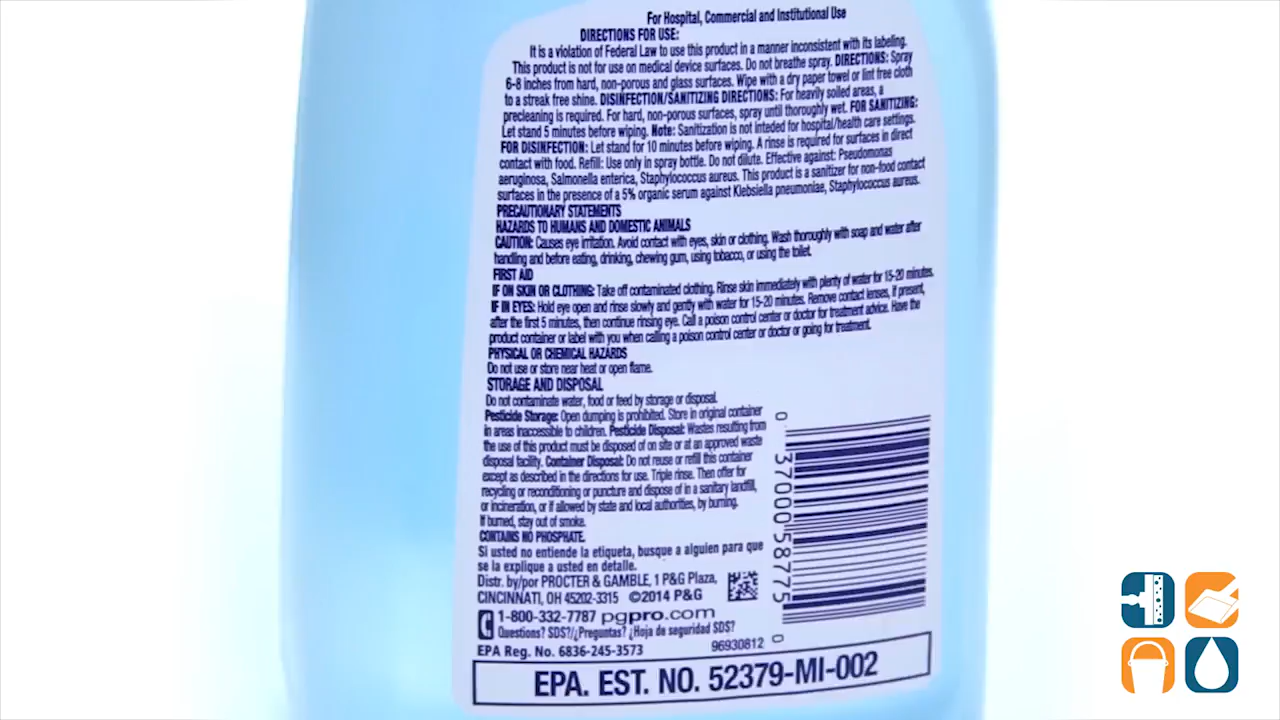 For Hospital, Commercial and Institutional Use
DIRECTIONS FOR USE:
It is a violation of Federal Law to use this product in a manner inconsistent with its labeling.
This product is not for use on medical device surfaces. Do not breathe spray. DIRECTIONS: Spray
6-8 inches from hard, non-porous and glass surfaces. Wipe with a dry paper towel or lint free cloth
to a streak free shine. DISINFECTION/SANITIZING DIRECTIONS: For heavily soiled areas, a
precleaning is required. For hard, non-porous surfaces, spray until thoroughly wet. FOR SANITIZING:
Let stand 5 minutes before wiping. Note: Sanitization is not inteded for hospital/health care settings.
FOR DISINFECTION: Let stand for 10 minutes before wiping. A rinse is required for surfaces in direct
contact with food. Refill: Use only in spray bottle. Do not dilute. Effective against: Pseudomonas
aeruginosa, Salmonella enterica, Staphylococcus aureus. This product is a sanitizer for non-food contact
surfaces in the presence of a 5% organic serum against Klebsiella pneumoniae, Staphylococcus aureus.
PRECAUTIONARY STATEMENTS
HAZARDS TO HUMANS AND DOMESTIC ANIMALS
CAUTION: Causes eye irritation. Avoid contact with eyes, skin or clothing. Wash thoroughly with soap and water after
handling and before eating, drinking, chewing gum, using tobacco, or using the toilet.
FIRST AID
IF ON SKIN OR CLOTHING: Take off contaminated clothing. Rinse skin immediately with plenty of water for 15-20 minutes.
IF IN EYES: Hold eye open and rinse slowly and gently with water for 15-20 minutes. Remove contact lenses, if present,
after the first 5 minutes, then continue rinsing eye. Call a poison control center or doctor for treatment advice. Have the
product container or label with you when calling a poison control center or doctor or going for treatment.
PHYSICAL OR CHEMICAL HAZARDS
Do not use or store near heat or open flame.
STORAGE AND DISPOSAL
Do not contaminate water, food or feed by storage or disposal.
Pesticide Storage: Open dumping is prohibited. Store in original container
in areas inaccessible to children. Pesticide Disposal: Wastes resulting from
the use of this product must be disposed of on site or at an approved waste
disposal facility. Container Disposal: Do not reuse or refill this container
except as described in the directions for use. Triple rinse. Then offer for
recycling or reconditioning or puncture and dispose of in a sanitary landfill,
or incineration, or if allowed by state and local authorities, by burning.
If burned, stay out of smoke.
CONTAINS NO PHOSPHATE.
Si usted no entiende la etiqueta, busque a alguien para que
se la explique a usted en detalle.
Distr. by/por PROCTER & GAMBLE, 1 P&G Plaza,
CINCINNATI, OH 45202-3315 ©2014 P&G
1-800-332-7787 pgpro.com
Questions? SDS?/¿Preguntas? ¿Hoja de seguridad SDS?
EPA Reg. No. 6836-245-3573
96930812
0 37000 58775 0
EPA. EST. NO. 52379-MI-002